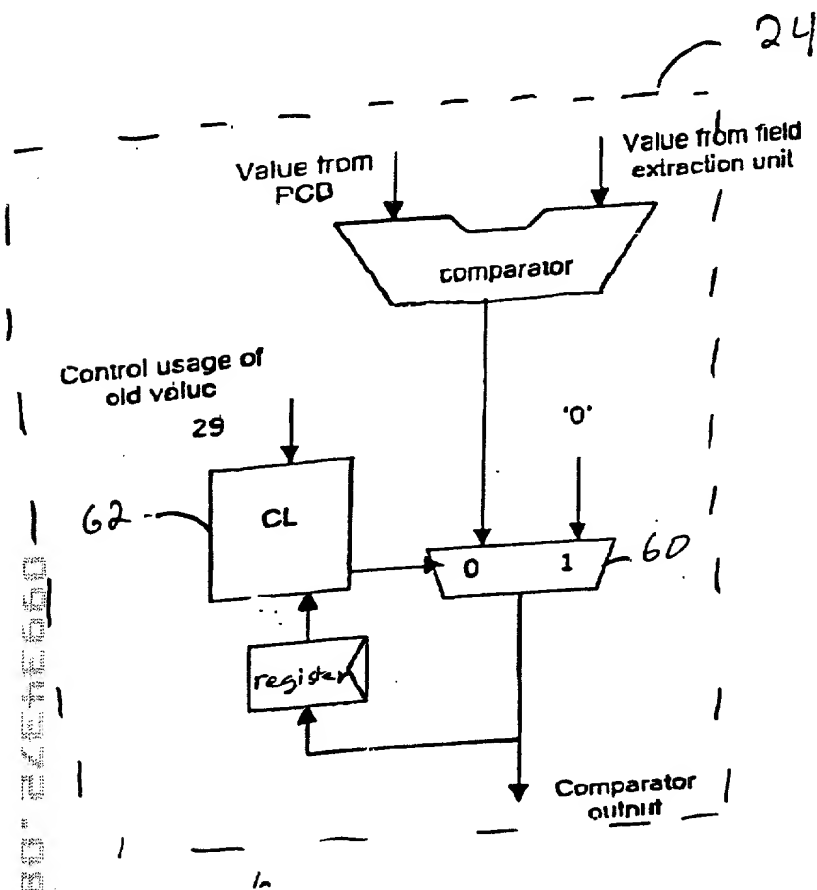 24
Value from
PCB
Value from field
extraction unit
comparator
Control usage of
old value
29
'0'
62
CL
0 1
60
register
Comparator
output